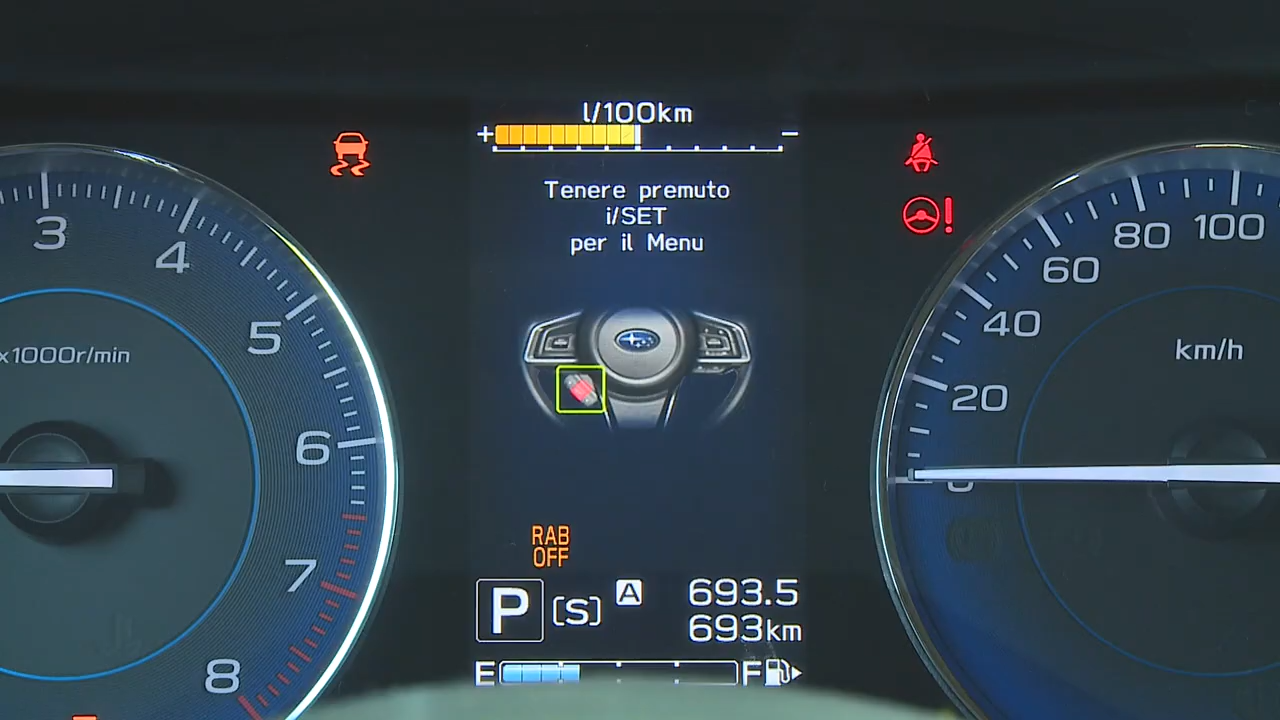 l/100km
+ −
Tenere premuto
i/SET
per il Menu
3
4
5
x1000r/min
6
7
8
80 100
60
40
km/h
20
0
RAB
OFF
P [S] A 693.5
693km
E F